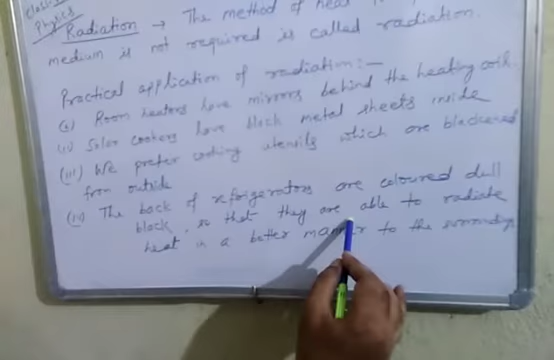 Physics
Radiation → The method of heat
medium is not required is called radiation.
Practical application of radiation:—
(i) Room heaters have mirrors behind the heating coil.
(ii) Solar cookers have black metal sheets inside
(iii) We prefer cooking utensils which are blackened
from outside
(iv) The back of refrigerators are coloured dull
black, so that they are able to radiate
heat in a better manner to the